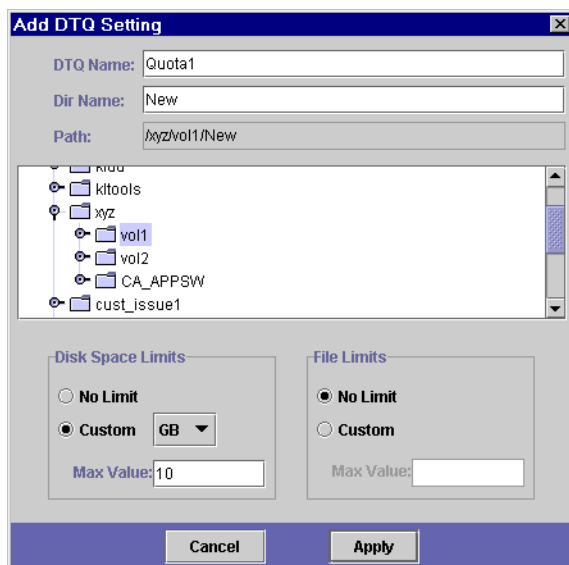 Add DTQ Setting
DTQ Name: Quota1
Dir Name: New
Path: /xyz/vol1/New
kltools
xyz
vol1
vol2
CA_APPSW
cust_issue1
Disk Space Limits
No Limit
Custom GB
Max Value: 10
File Limits
No Limit
Custom
Max Value:
Cancel Apply